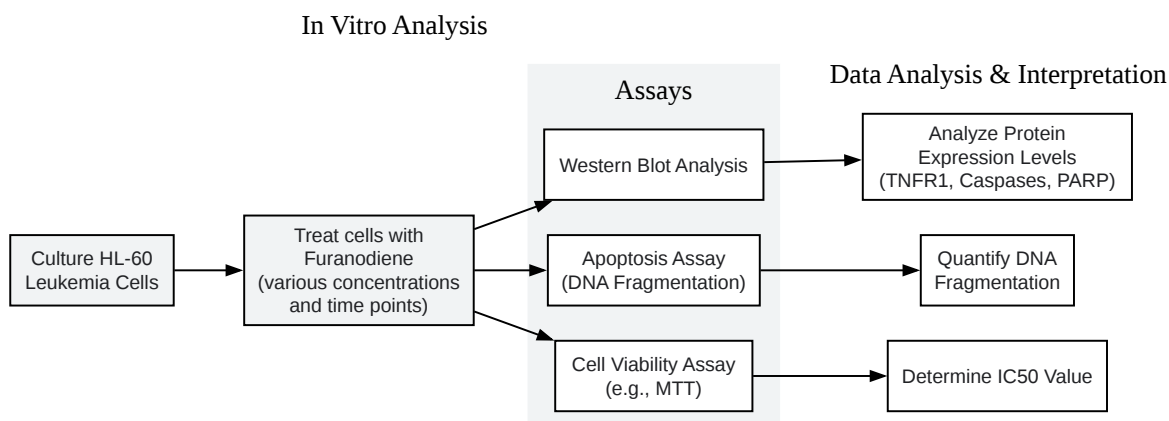 In Vitro Analysis
Assays
Data Analysis & Interpretation
Culture HL-60
Leukemia Cells
Treat cells with
Furanodiene
(various concentrations
and time points)
Western Blot Analysis
Analyze Protein
Expression Levels
(TNFR1, Caspases, PARP)
Apoptosis Assay
(DNA Fragmentation)
Quantify DNA
Fragmentation
Cell Viability Assay
(e.g., MTT)
Determine IC50 Value